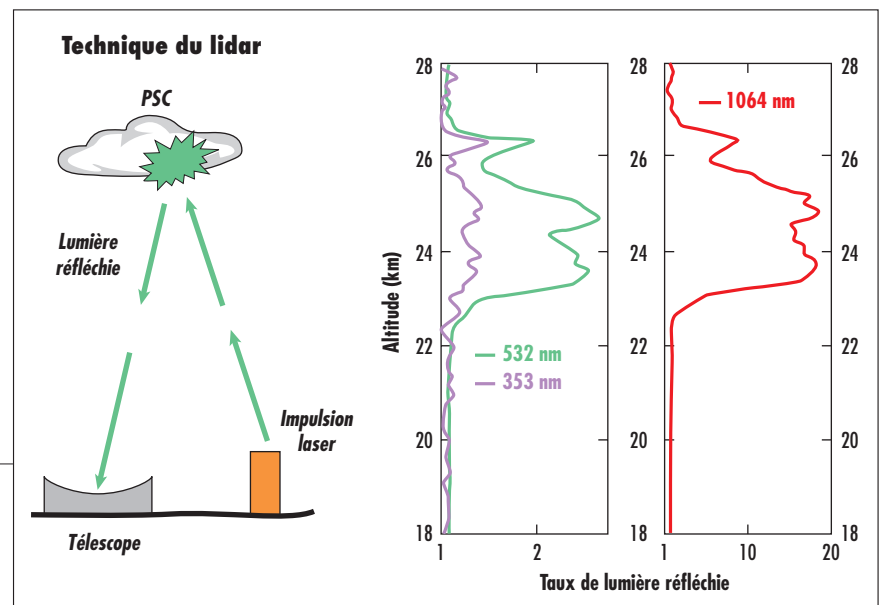 Technique du lidar
PSC
Lumière
réfléchie
Impulsion
laser
Télescope
Altitude (km)
28
26
24
22
20
18
1
2
532 nm
353 nm
28
26
24
22
20
18
1064 nm
28
26
24
22
20
18
1
10
20
Taux de lumière réfléchie